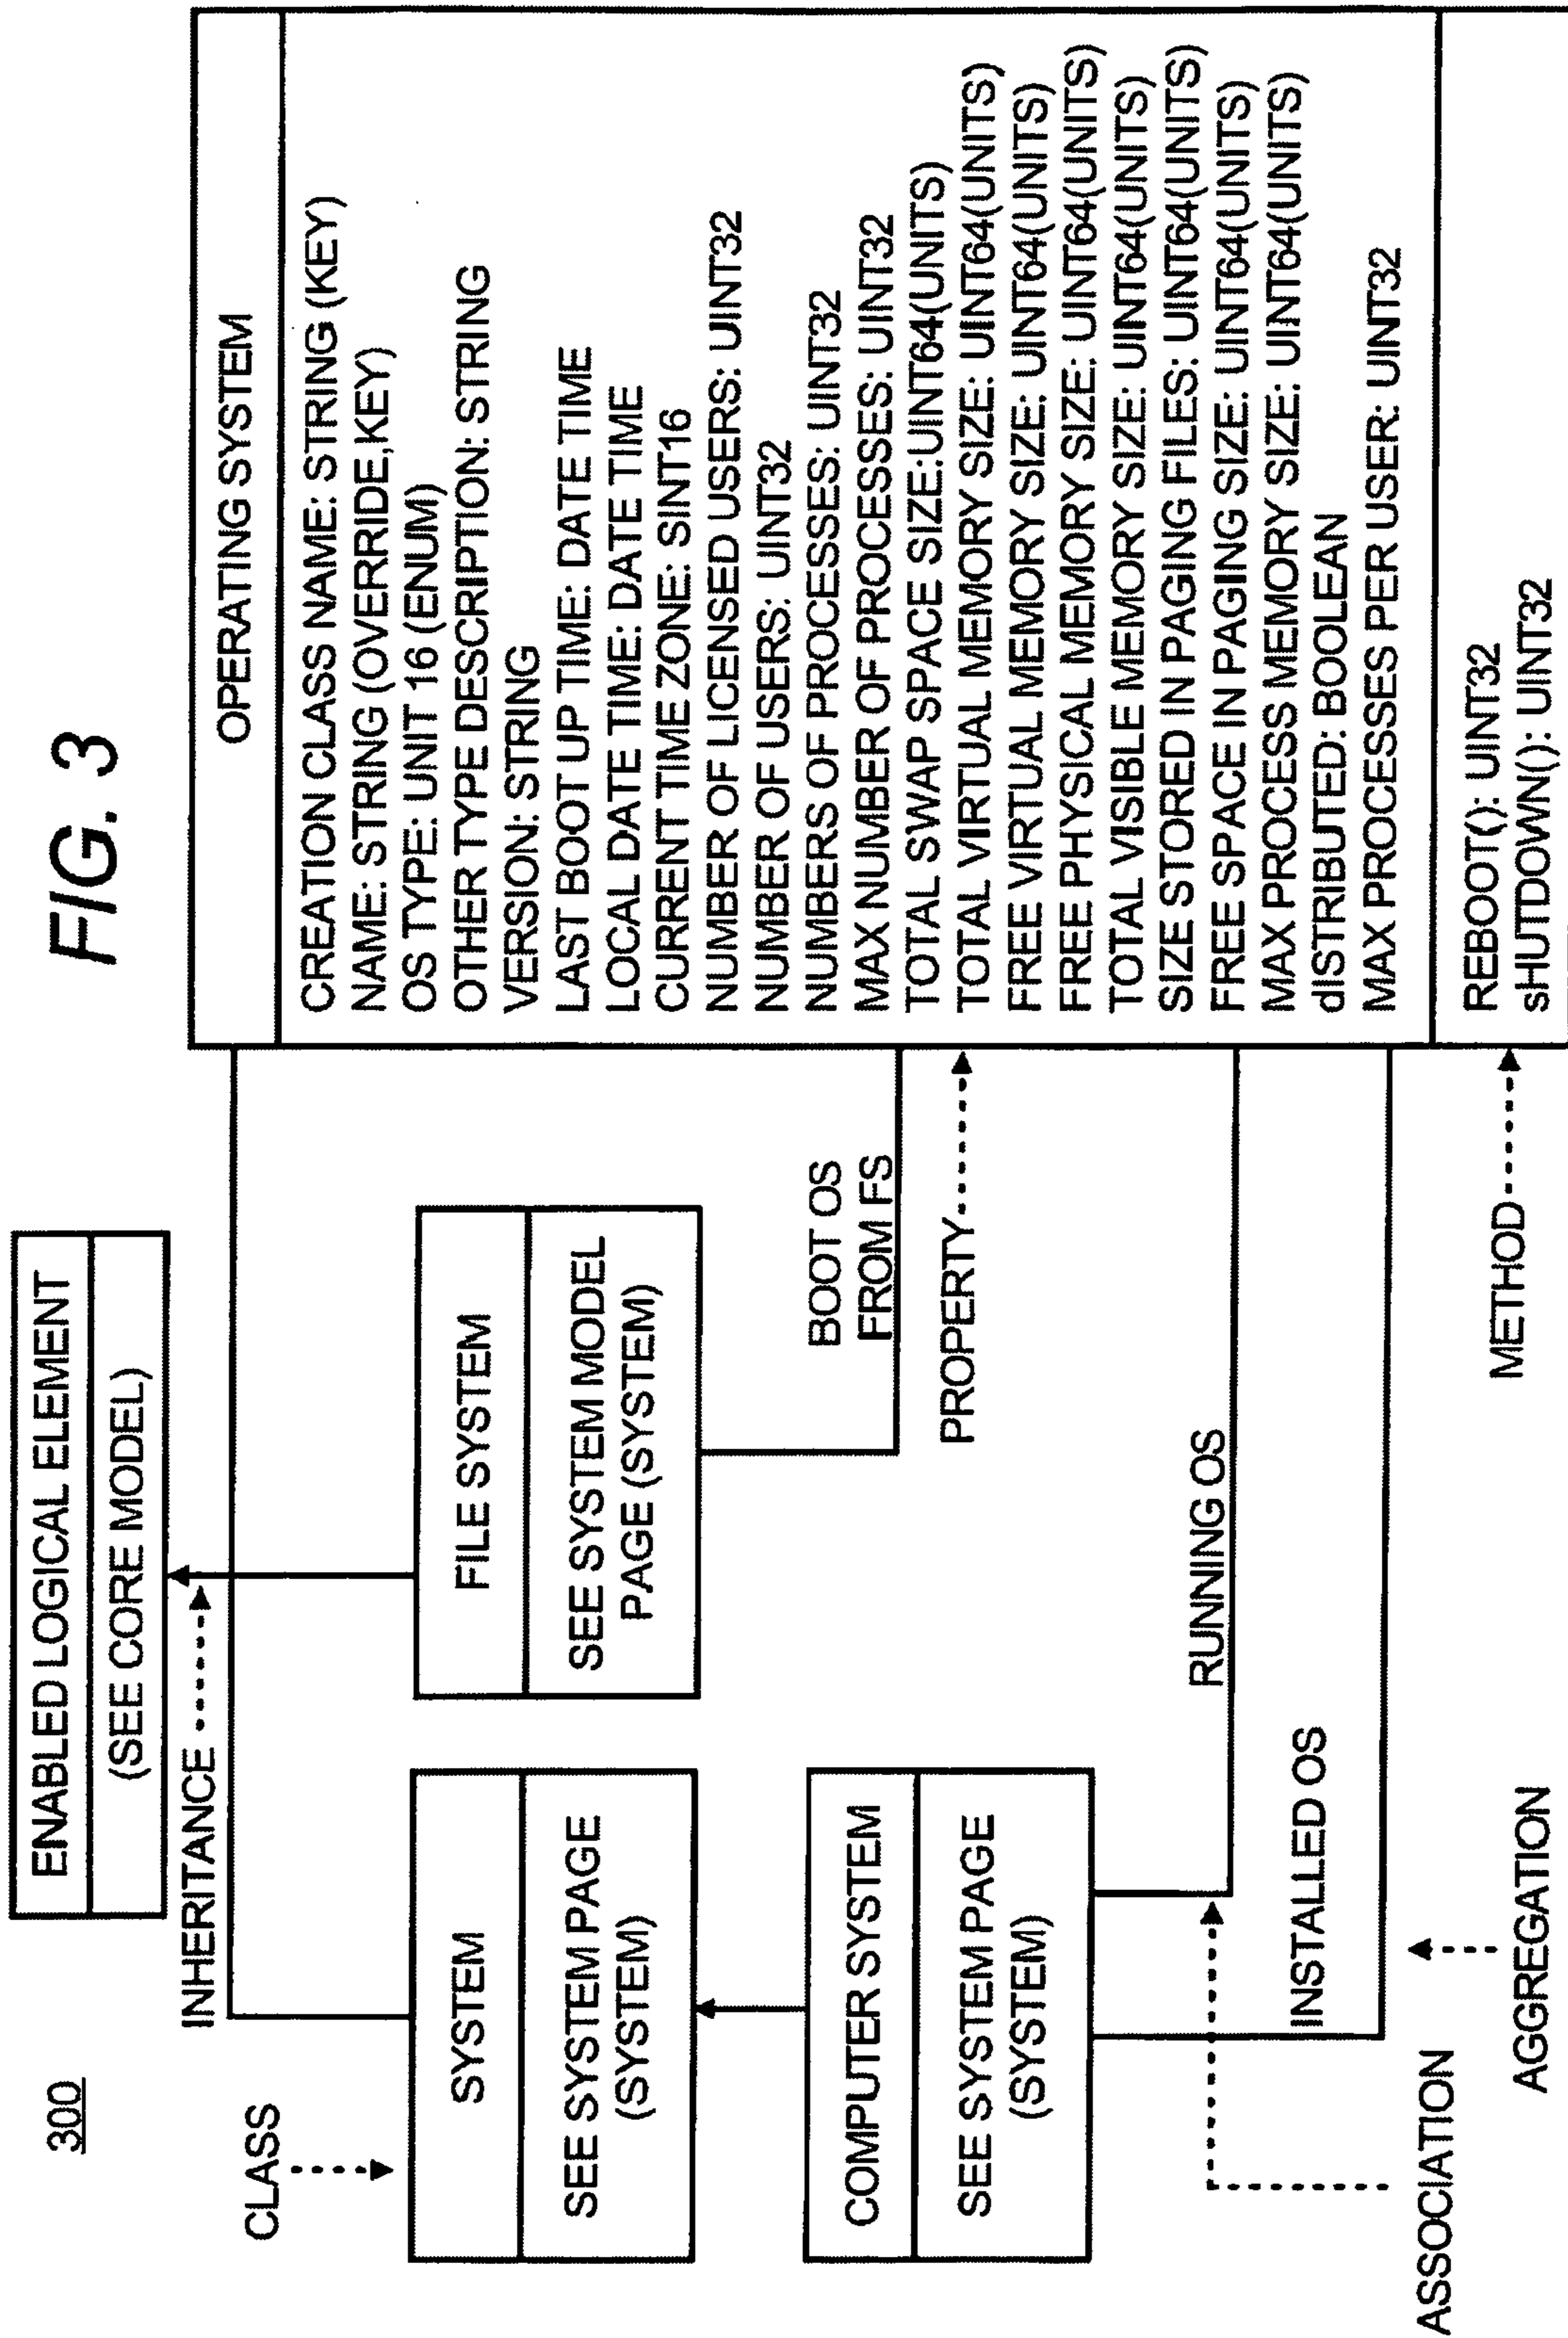 FIG. 3
300
ENABLED LOGICAL ELEMENT
(SEE CORE MODEL)
INHERITANCE
CLASS
SYSTEM
SEE SYSTEM PAGE
(SYSTEM)
FILE SYSTEM
SEE SYSTEM MODEL
PAGE (SYSTEM)
COMPUTER SYSTEM
SEE SYSTEM PAGE
(SYSTEM)
BOOT OS
FROM FS
PROPERTY
RUNNING OS
INSTALLED OS
ASSOCIATION
AGGREGATION
METHOD
OPERATING SYSTEM
CREATION CLASS NAME: STRING (KEY)
NAME: STRING (OVERRIDE,KEY)
OS TYPE: UNIT 16 (ENUM)
OTHER TYPE DESCRIPTION: STRING
VERSION: STRING
LAST BOOT UP TIME: DATE TIME
LOCAL DATE TIME: DATE TIME
CURRENT TIME ZONE: SINT16
NUMBER OF LICENSED USERS: UINT32
NUMBER OF USERS: UINT32
NUMBERS OF PROCESSES: UINT32
MAX NUMBER OF PROCESSES: UINT32
TOTAL SWAP SPACE SIZE:UINT64(UNITS)
TOTAL VIRTUAL MEMORY SIZE: UINT64(UNITS)
FREE VIRTUAL MEMORY SIZE: UINT64(UNITS)
FREE PHYSICAL MEMORY SIZE: UINT64(UNITS)
TOTAL VISIBLE MEMORY SIZE: UINT64(UNITS)
SIZE STORED IN PAGING FILES: UINT64(UNITS)
FREE SPACE IN PAGING SIZE: UINT64(UNITS)
MAX PROCESS MEMORY SIZE: UINT64(UNITS)
dISTRIBUTED: BOOLEAN
MAX PROCESSES PER USER: UINT32
REBOOT(): UINT32
sHUTDOWN(): UINT32